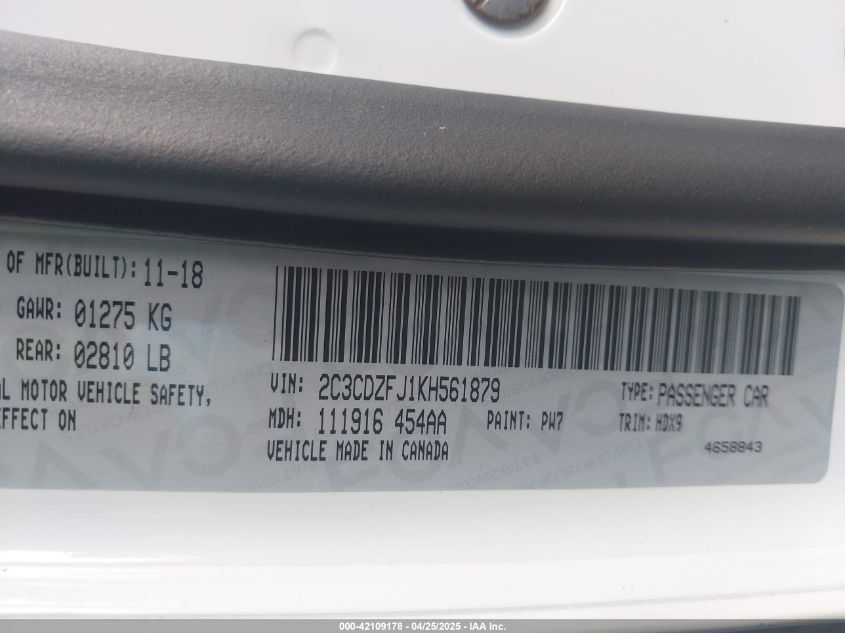 OF MFR(BUILT): 11-18
GAWR: 01275 KG
REAR: 02810 LB
MOTOR VEHICLE SAFETY,
EFFECT ON
VIN: 2C3CDZFJ1KH561879
TYPE: PASSENGER CAR
MDH: 111916 454AA
PAINT: PW7
TRIM: HDX9
VEHICLE MADE IN CANADA
4658843
000-42109178 - 04/25/2025 - IAA Inc.